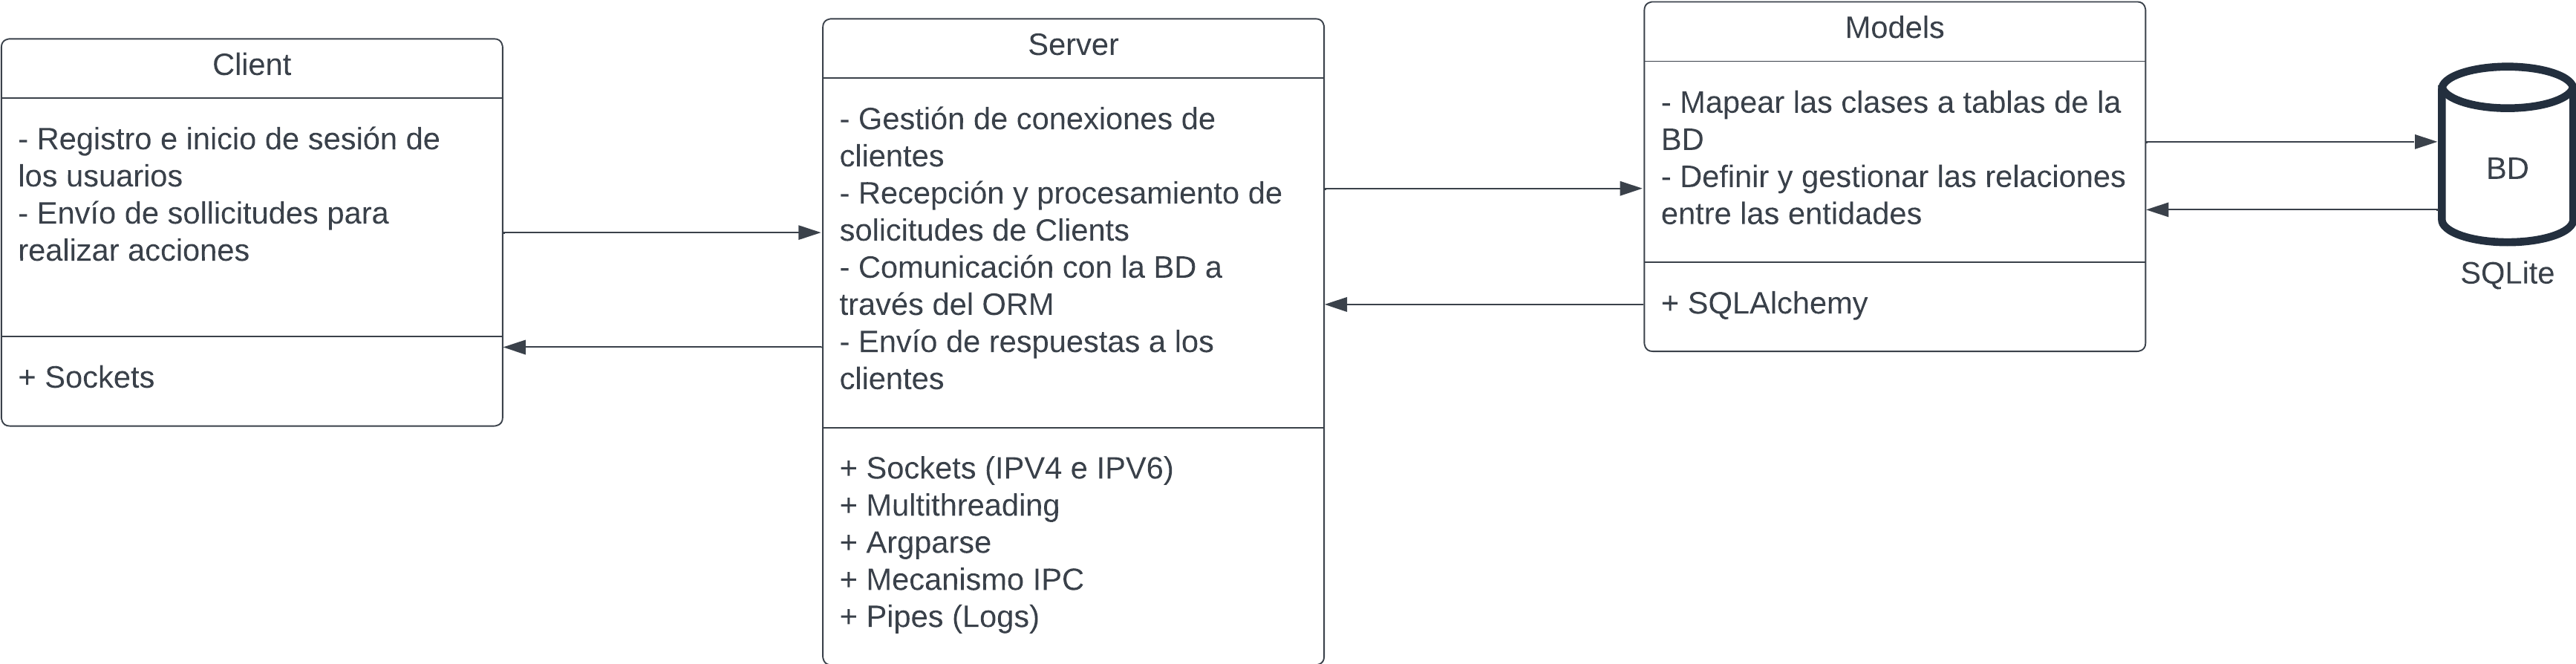 Client
- Registro e inicio de sesión de
los usuarios
- Envío de sollicitudes para
realizar acciones
+ Sockets
Server
- Gestión de conexiones de
clientes
- Recepción y procesamiento de
solicitudes de Clients
- Comunicación con la BD a
través del ORM
- Envío de respuestas a los
clientes
+ Sockets (IPV4 e IPV6)
+ Multithreading
+ Argparse
+ Mecanismo IPC
+ Pipes (Logs)
Models
- Mapear las clases a tablas de la
BD
- Definir y gestionar las relaciones
entre las entidades
+ SQLAlchemy
BD
SQLite